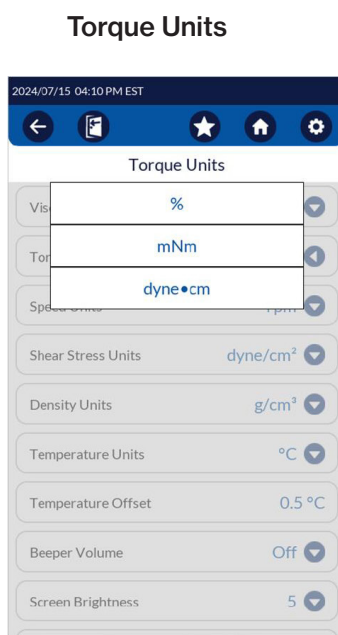 Torque Units
2024/07/15 04:10 PM EST
Torque Units
%
mNm
dyne•cm
Shear Stress Units dyne/cm²
Density Units g/cm³
Temperature Units °C
Temperature Offset 0.5 °C
Beeper Volume Off
Screen Brightness 5